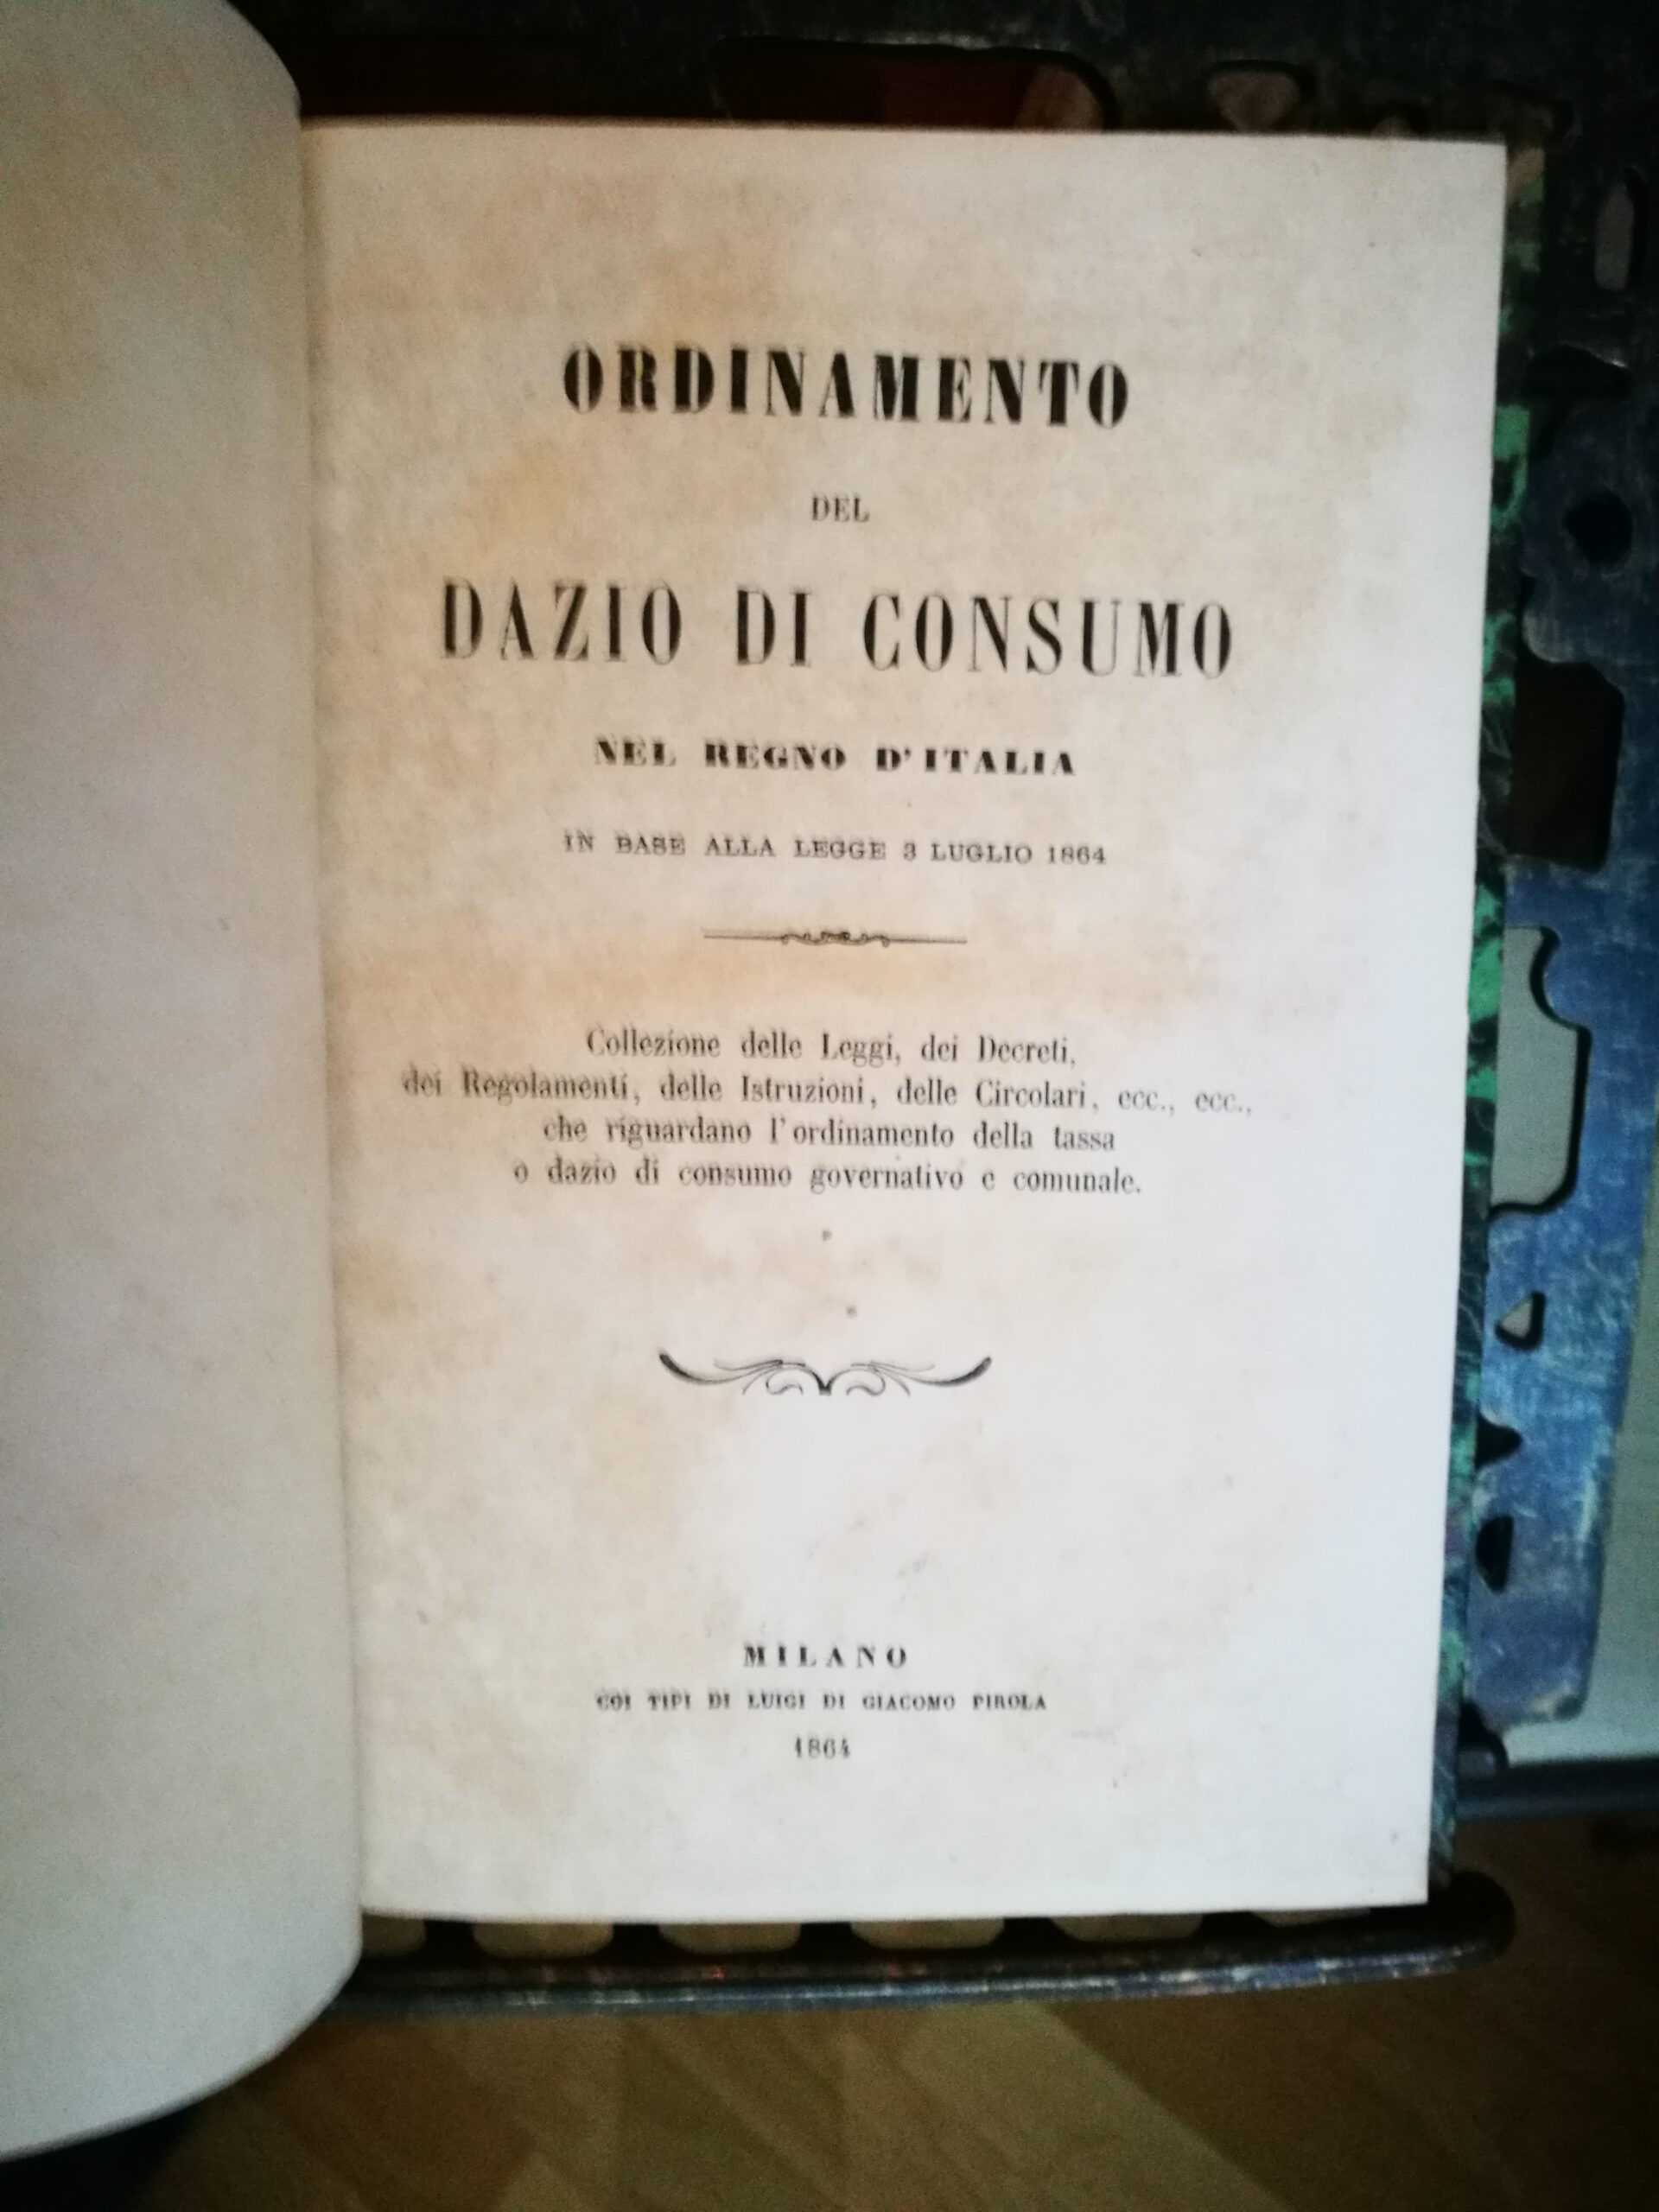 ORDINAMENTO
DEL
DAZIO DI CONSUMO
NEL REGNO D'ITALIA
IN BASE ALLA LEGGE 3 LUGLIO 1864
Collezione delle Leggi, dei Decreti,
dei Regolamenti, delle Istruzioni, delle Circolari, ecc., ecc.,
che riguardano l'ordinamento della tassa
o dazio di consumo governativo e comunale.
MILANO
COI TIPI DI LUIGI DI GIACOMO PIROLA
1864